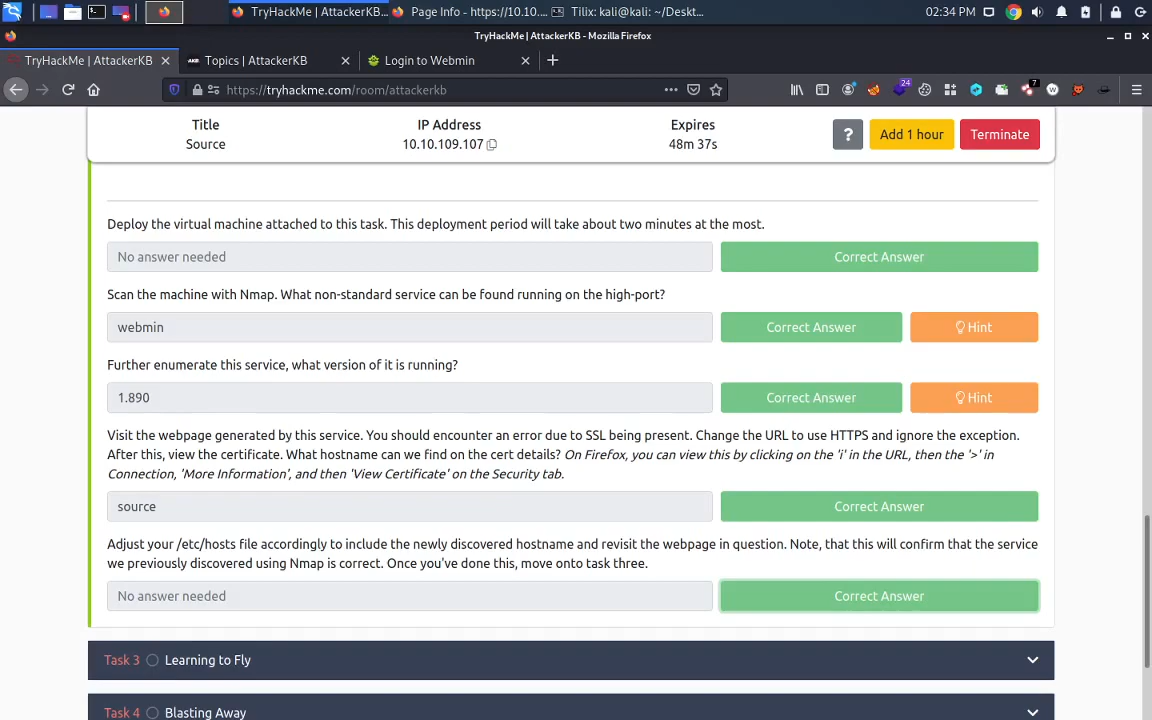 TryHackMe | AttackerKB...
Page Info - https://10.10....
Tilix: kali@kali: ~/Deskt...
02:34 PM
TryHackMe | AttackerKB - Mozilla Firefox
TryHackMe | AttackerKB
AKB
Topics | AttackerKB
Login to Webmin
https://tryhackme.com/room/attackerkb
24
7
Title
IP Address
Expires
Source
10.10.109.107
48m 37s
?
Add 1 hour
Terminate
Deploy the virtual machine attached to this task. This deployment period will take about two minutes at the most.
No answer needed
Correct Answer
Scan the machine with Nmap. What non-standard service can be found running on the high-port?
webmin
Correct Answer
Hint
Further enumerate this service, what version of it is running?
1.890
Correct Answer
Hint
Visit the webpage generated by this service. You should encounter an error due to SSL being present. Change the URL to use HTTPS and ignore the exception.
After this, view the certificate. What hostname can we find on the cert details? On Firefox, you can view this by clicking on the 'i' in the URL, then the '>' in
Connection, 'More Information', and then 'View Certificate' on the Security tab.
source
Correct Answer
Adjust your /etc/hosts file accordingly to include the newly discovered hostname and revisit the webpage in question. Note, that this will confirm that the service
we previously discovered using Nmap is correct. Once you've done this, move onto task three.
No answer needed
Correct Answer
Task 3 Learning to Fly
Task 4 Blasting Away